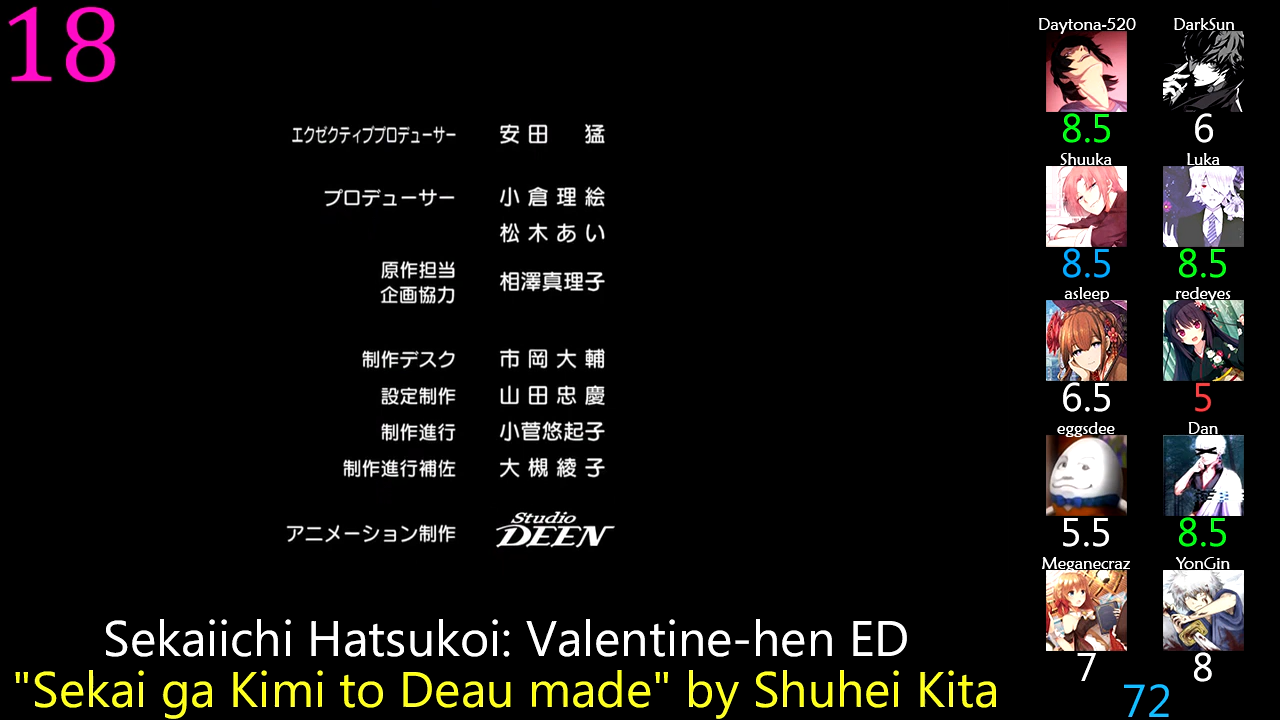 18
エクゼクティブプロデューサー 安田 猛
プロデューサー 小倉理絵
松木あい
原作担当
企画協力 相澤真理子
制作デスク 市岡大輔
設定制作 山田忠慶
制作進行 小菅悠起子
制作進行補佐 大槻綾子
アニメーション制作 Studio DEEN
Sekaiichi Hatsukoi: Valentine-hen ED
"Sekai ga Kimi to Deau made" by Shuhei Kita
Daytona-520 DarkSun
8.5 6
Shuuka Luka
8.5 8.5
asleep redeyes
6.5 5
eggsdee Dan
5.5 8.5
Meganecraz YonGin
7 8
72